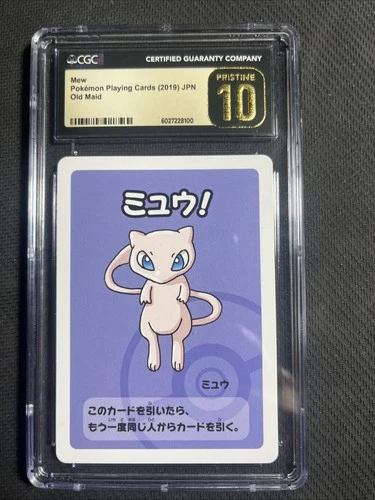 CGC
CERTIFIED GUARANTY COMPANY
Mew
Pokémon Playing Cards (2019) JPN
Old Maid
6027228100
PRISTINE
10
ミュウ!
ミュウ
このカードを引いたら、
もう一度同じ人からカードを引く。